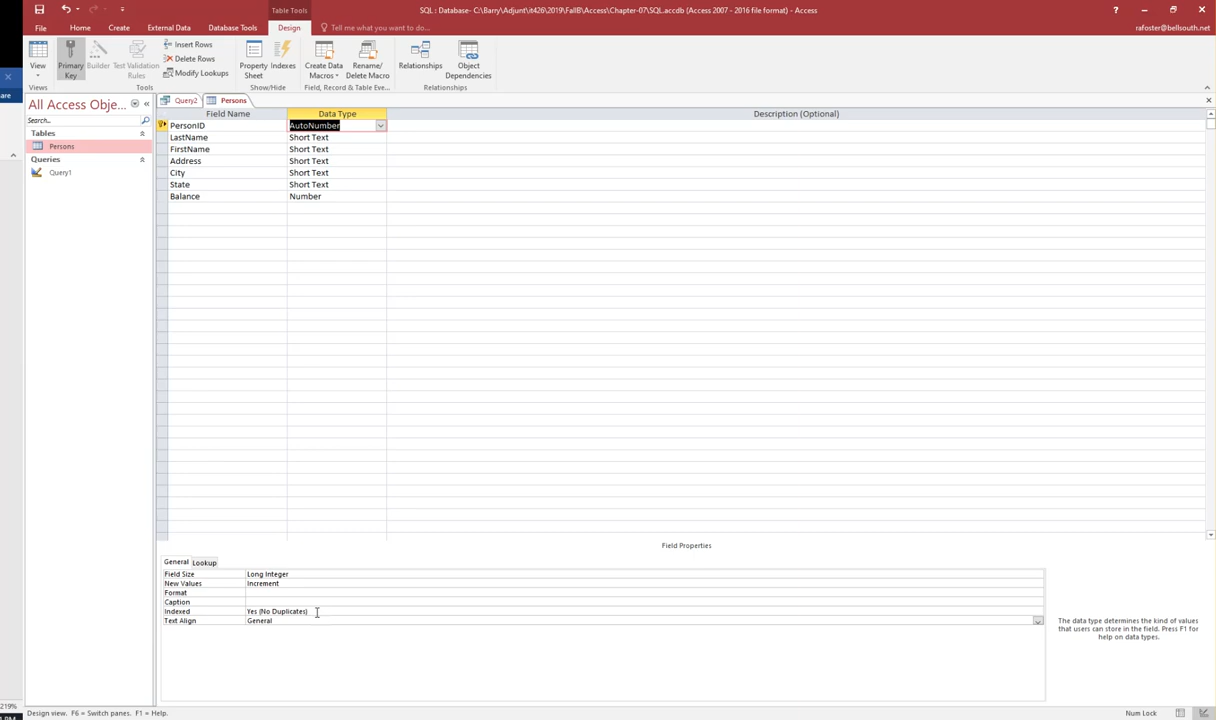 Table Tools
SQL : Database- C:\Barry\Adjunt\it426\2019\FallB\Access\Chapter-07\SQL.accdb (Access 2007 - 2016 file format) - Access
?
File Home Create External Data Database Tools Design Tell me what you want to do...
rafoster@bellsouth.net
View
Primary Key
Builder
Test Validation Rules
Insert Rows
Delete Rows
Modify Lookups
Property Sheet
Indexes
Create Data Macros
Rename/ Delete Macro
Relationships
Object Dependencies
Views
Tools
Show/Hide
Field, Record & Table Eve...
Relationships
are
All Access Obje...
Search...
Tables
Persons
Queries
Query1
Query2
Persons
Field Name Data Type Description (Optional)
PersonID AutoNumber
LastName Short Text
FirstName Short Text
Address Short Text
City Short Text
State Short Text
Balance Number
Field Properties
General Lookup
Field Size Long Integer
New Values Increment
Format
Caption
Indexed Yes (No Duplicates)
Text Align General
The data type determines the kind of values
that users can store in the field. Press F1 for
help on data types.
219%
Design view. F6 = Switch panes. F1 = Help.
Num Lock